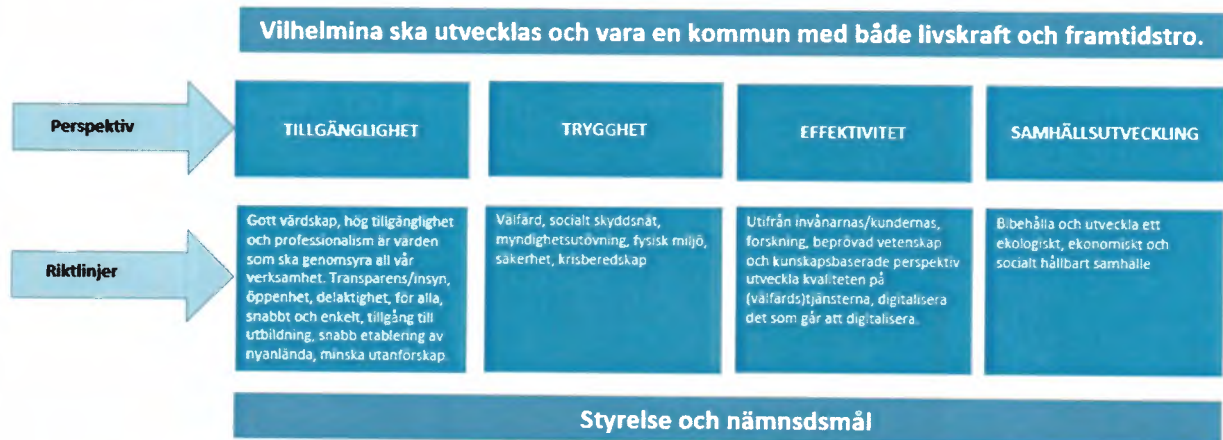 Vilhelmina ska utvecklas och vara en kommun med både livskraft och framtidstro.
Perspektiv
TILLGÄNGLIGHET
TRYGGHET
EFFEKTIVITET
SAMHÄLLSUTVECKLING
Riktlinjer
Gott värdskap, hög tillgänglighet
och professionalism är värden
som ska genomsyra all vår
verksamhet. Transparens/insyn,
öppenhet, delaktighet, för alla,
snabbt och enkelt, tillgång till
utbildning, snabb etablering av
nyanlända, minska utanförskap
Välfärd, socialt skyddsnät,
myndighetsutövning, fysisk miljö,
säkerhet, krisberedskap
Utifrån invånarnas/kundernas,
forskning, beprövad vetenskap
och kunskapsbaserade perspektiv
utveckla kvaliteten på
(välfärds)tjänsterna, digitalisera
det som går att digitalisera.
Bibehålla och utveckla ett
ekologiskt, ekonomiskt och
socialt hållbart samhälle
Styrelse och nämnsdsmål